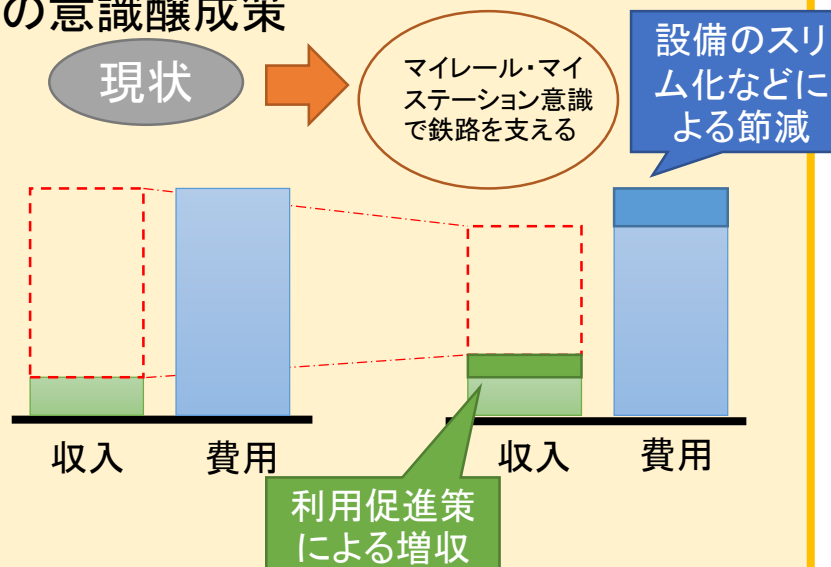 の意識醸成策
現状
マイレール・マイ
ステーション意識
で鉄路を支える
設備のスリ
ム化などに
よる節減
収入
費用
収入
費用
利用促進策
による増収